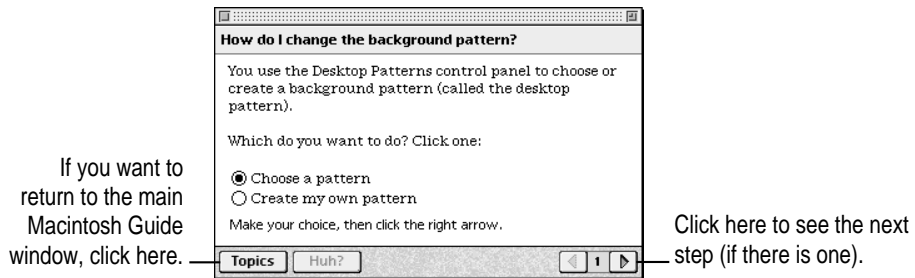 How do I change the background pattern?
You use the Desktop Patterns control panel to choose or
create a background pattern (called the desktop
pattern).
Which do you want to do? Click one:
Choose a pattern
Create my own pattern
Make your choice, then click the right arrow.
Topics
Huh?
1
If you want to
return to the main
Macintosh Guide
window, click here.
Click here to see the next
step (if there is one).